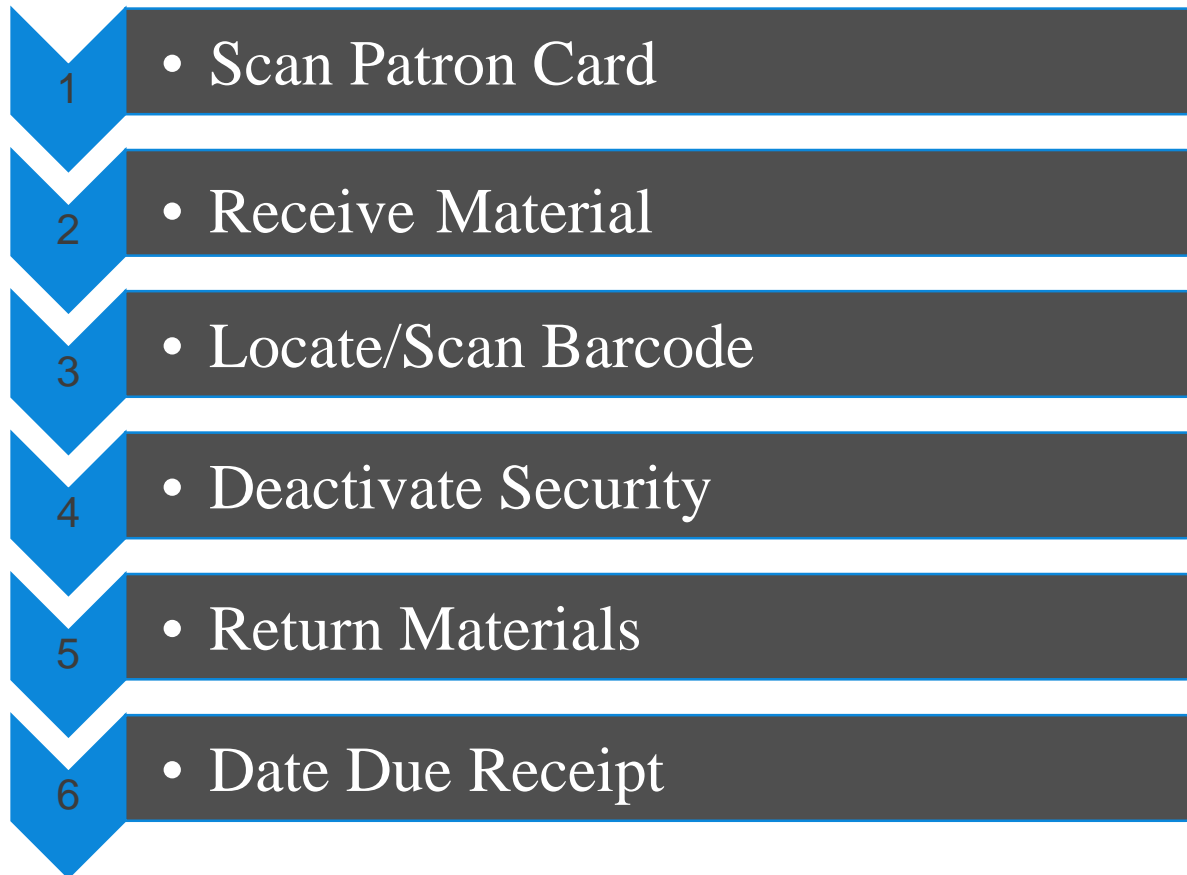 1 • Scan Patron Card
2 • Receive Material
3 • Locate/Scan Barcode
4 • Deactivate Security
5 • Return Materials
6 • Date Due Receipt